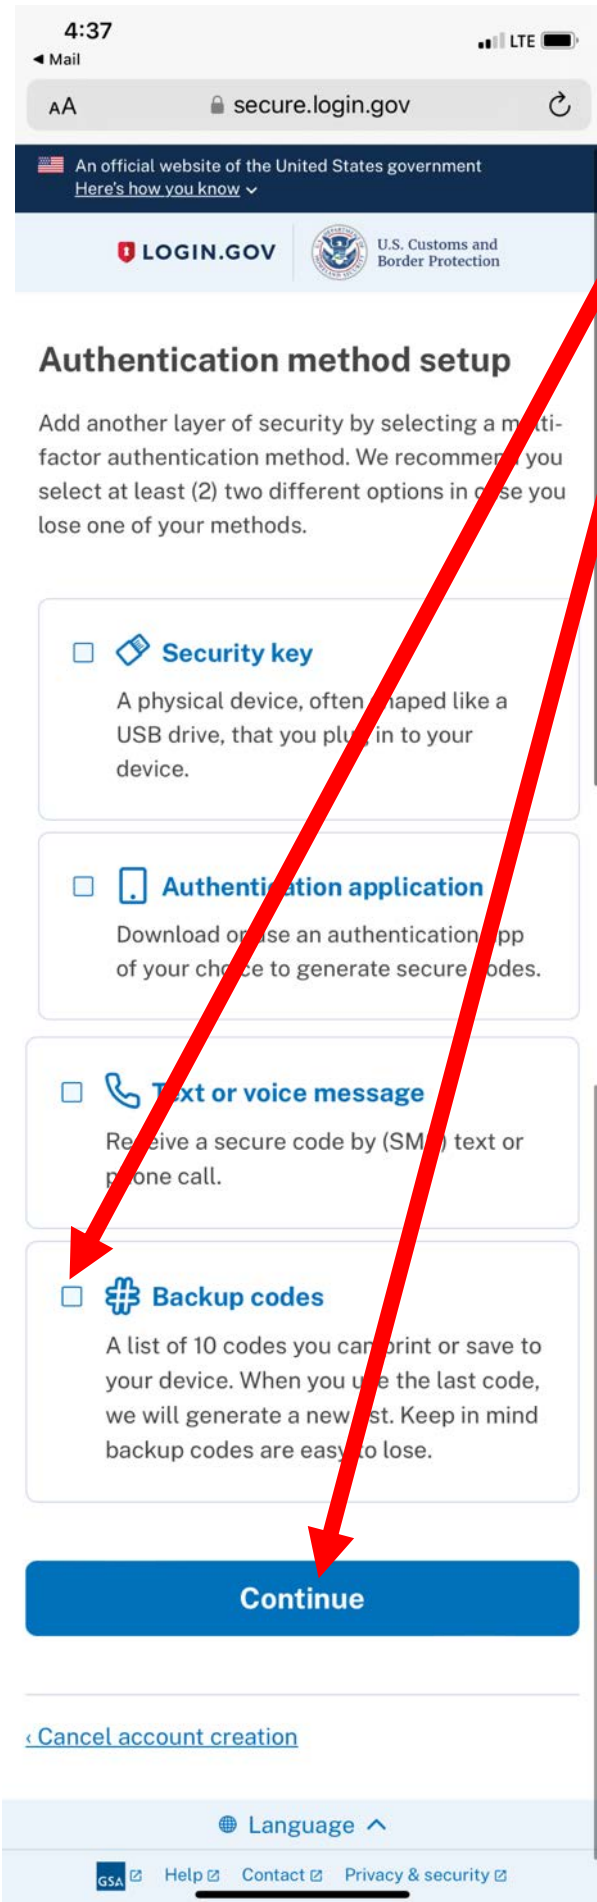 4:37
LTE
◄ Mail
AA secure.login.gov
An official website of the United States government
Here's how you know
LOGIN.GOV
U.S. Customs and
Border Protection
Authentication method setup
Add another layer of security by selecting a multi-
factor authentication method. We recommend you
select at least (2) two different options in case you
lose one of your methods.
Security key
A physical device, often shaped like a
USB drive, that you plug in to your
device.
Authentication application
Download or use an authentication app
of your choice to generate secure codes.
Text or voice message
Receive a secure code by (SMS) text or
phone call.
Backup codes
A list of 10 codes you can print or save to
your device. When you use the last code,
we will generate a new list. Keep in mind
backup codes are easy to lose.
Continue
‹ Cancel account creation
Language
GSA Help Contact Privacy & security